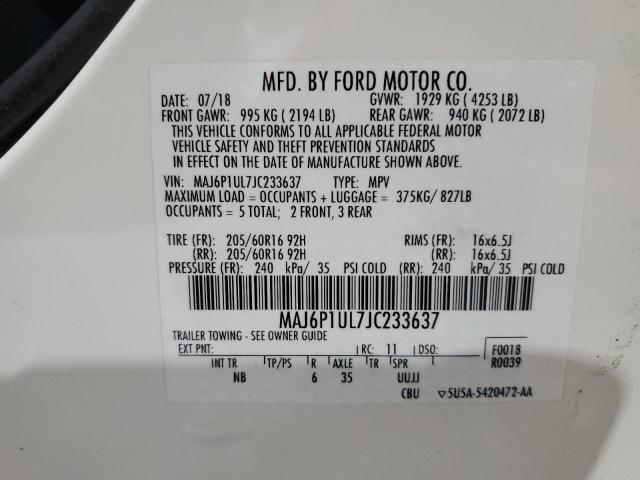 MFD. BY FORD MOTOR CO.
DATE: 07/18 GVWR: 1929 KG ( 4253 LB)
FRONT GAWR: 995 KG ( 2194 LB) REAR GAWR: 940 KG ( 2072 LB)
THIS VEHICLE CONFORMS TO ALL APPLICABLE FEDERAL MOTOR
VEHICLE SAFETY AND THEFT PREVENTION STANDARDS
IN EFFECT ON THE DATE OF MANUFACTURE SHOWN ABOVE.
VIN: MAJ6P1UL7JC233637 TYPE: MPV
MAXIMUM LOAD = OCCUPANTS + LUGGAGE = 375KG/ 827LB
OCCUPANTS = 5 TOTAL; 2 FRONT, 3 REAR
TIRE (FR): 205/60R16 92H RIMS (FR): 16x6.5J
(RR): 205/60R16 92H (RR): 16x6.5J
PRESSURE (FR): 240 kPa/ 35 PSI COLD (RR): 240 kPa/ 35 PSI COLD
MAJ6P1UL7JC233637
TRAILER TOWING - SEE OWNER GUIDE
EXT PNT: RC: 11 DSO: F0018
R0039
INT TR TP/PS R AXLE TR SPR
NB 6 35 UUJJ
CBU ▽5U5A-5420472-AA